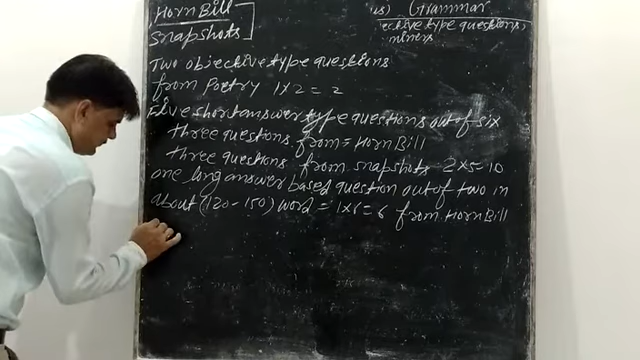 Horn Bill
Snapshots
Grammar
ective type questions,
Two objective type questions
from Poetry 1x2=2
Five short answer type questions out of six
three questions from = Horn Bill
three questions from snapshots 2x5=10
one long answer based question out of two in
about (120-150) word = 1x6=6 from Horn Bill